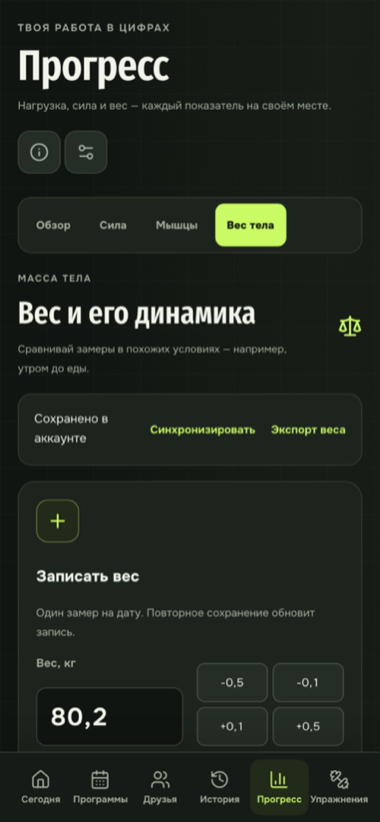 ТВОЯ РАБОТА В ЦИФРАХ
Прогресс
Нагрузка, сила и вес — каждый показатель на своём месте.
Обзор Сила Мышцы Вес тела
МАССА ТЕЛА
Вес и его динамика
Сравнивай замеры в похожих условиях — например,
утром до еды.
Сохранено в
аккаунте
Синхронизировать Экспорт веса
Записать вес
Один замер на дату. Повторное сохранение обновит
запись.
Вес, кг
80,2
-0,5 -0,1
+0,1 +0,5
Сегодня Программы Друзья История Прогресс Упражнения